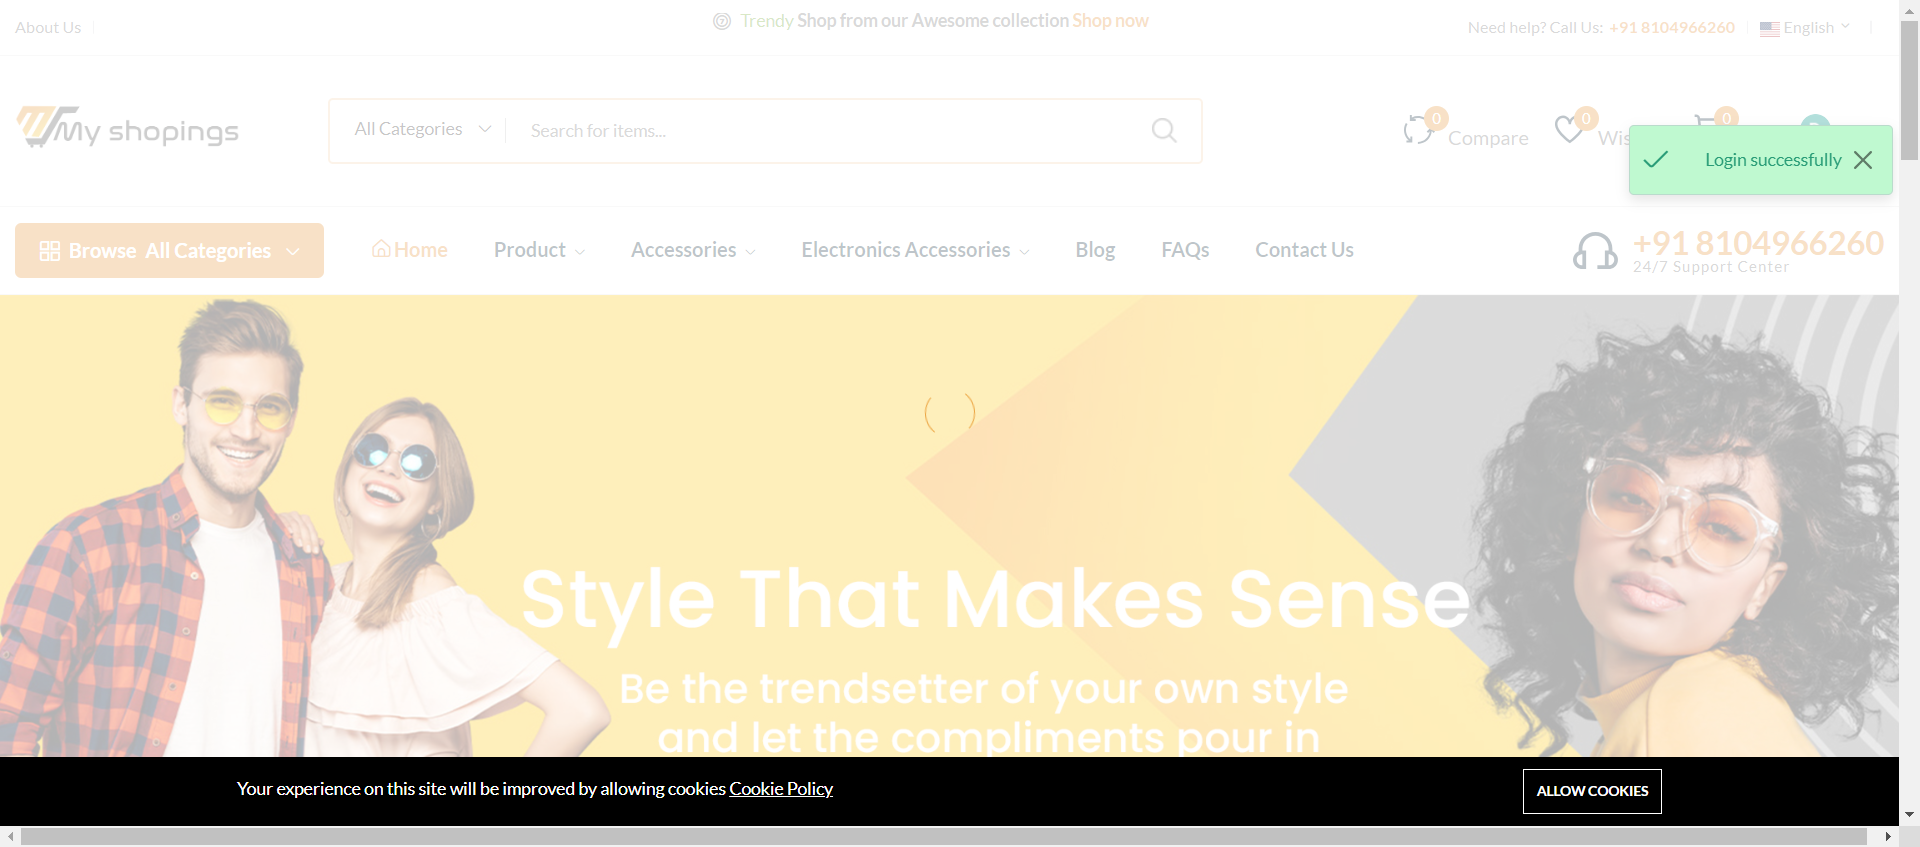 About Us
Trendy Shop from our Awesome collection Shop now
Need help? Call Us: +91 8104966260
English
My shopings
All Categories
Search for items...
0
Compare
0
0
Login successfully
Browse All Categories
Home
Product
Accessories
Electronics Accessories
Blog
FAQs
Contact Us
+91 8104966260
24/7 Support Center
Style That Makes Sense
Be the trendsetter of your own style
and let the compliments pour in
Your experience on this site will be improved by allowing cookies Cookie Policy
ALLOW COOKIES